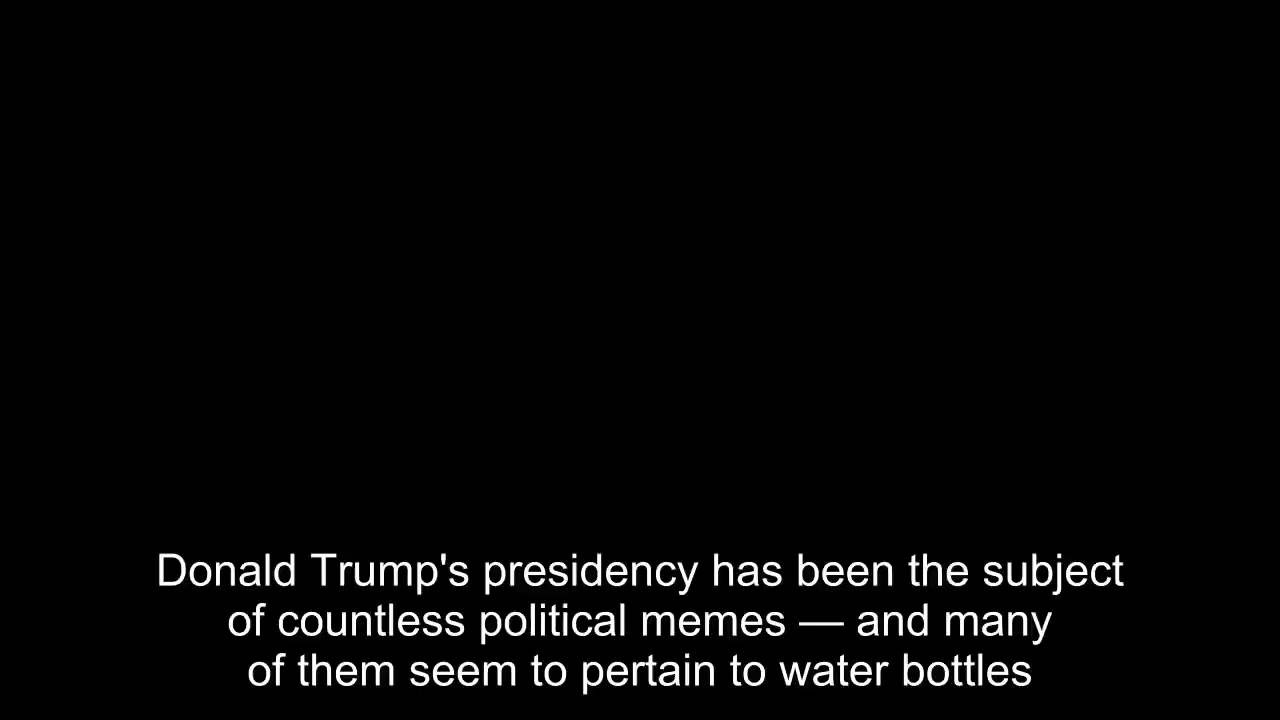 Donald Trump's presidency has been the subject
of countless political memes — and many
of them seem to pertain to water bottles